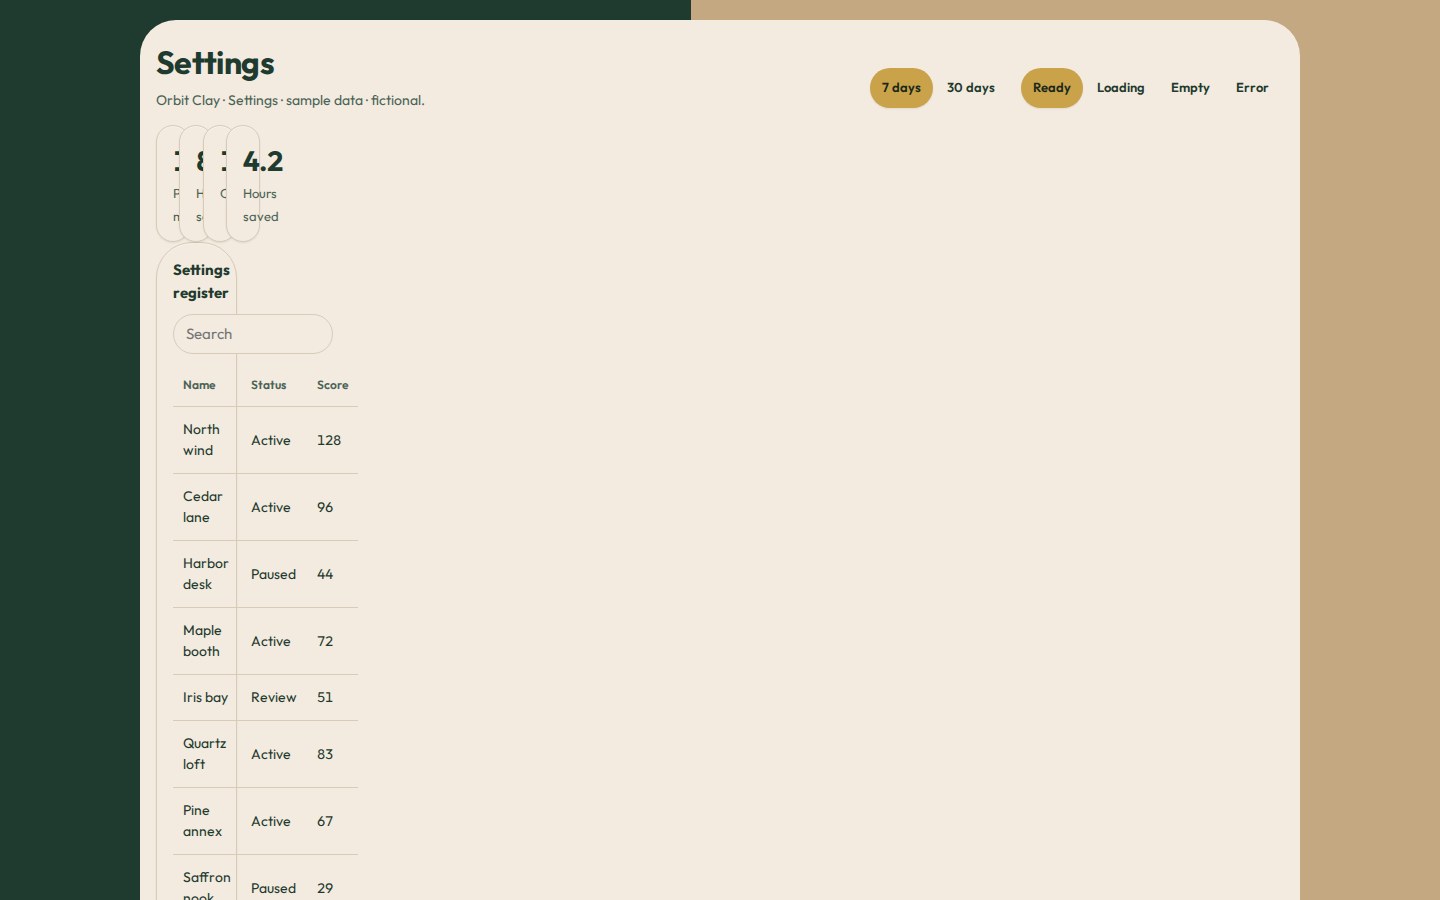 Settings
Orbit Clay · Settings · sample data · fictional.
7 days 30 days Ready Loading Empty Error
4.2
Hours
saved
Settings
register
Search
Name Status Score
North
wind
Active 128
Cedar
lane
Active 96
Harbor
desk
Paused 44
Maple
booth
Active 72
Iris bay Review 51
Quartz
loft
Active 83
Pine
annex
Active 67
Saffron
nook
Paused 29